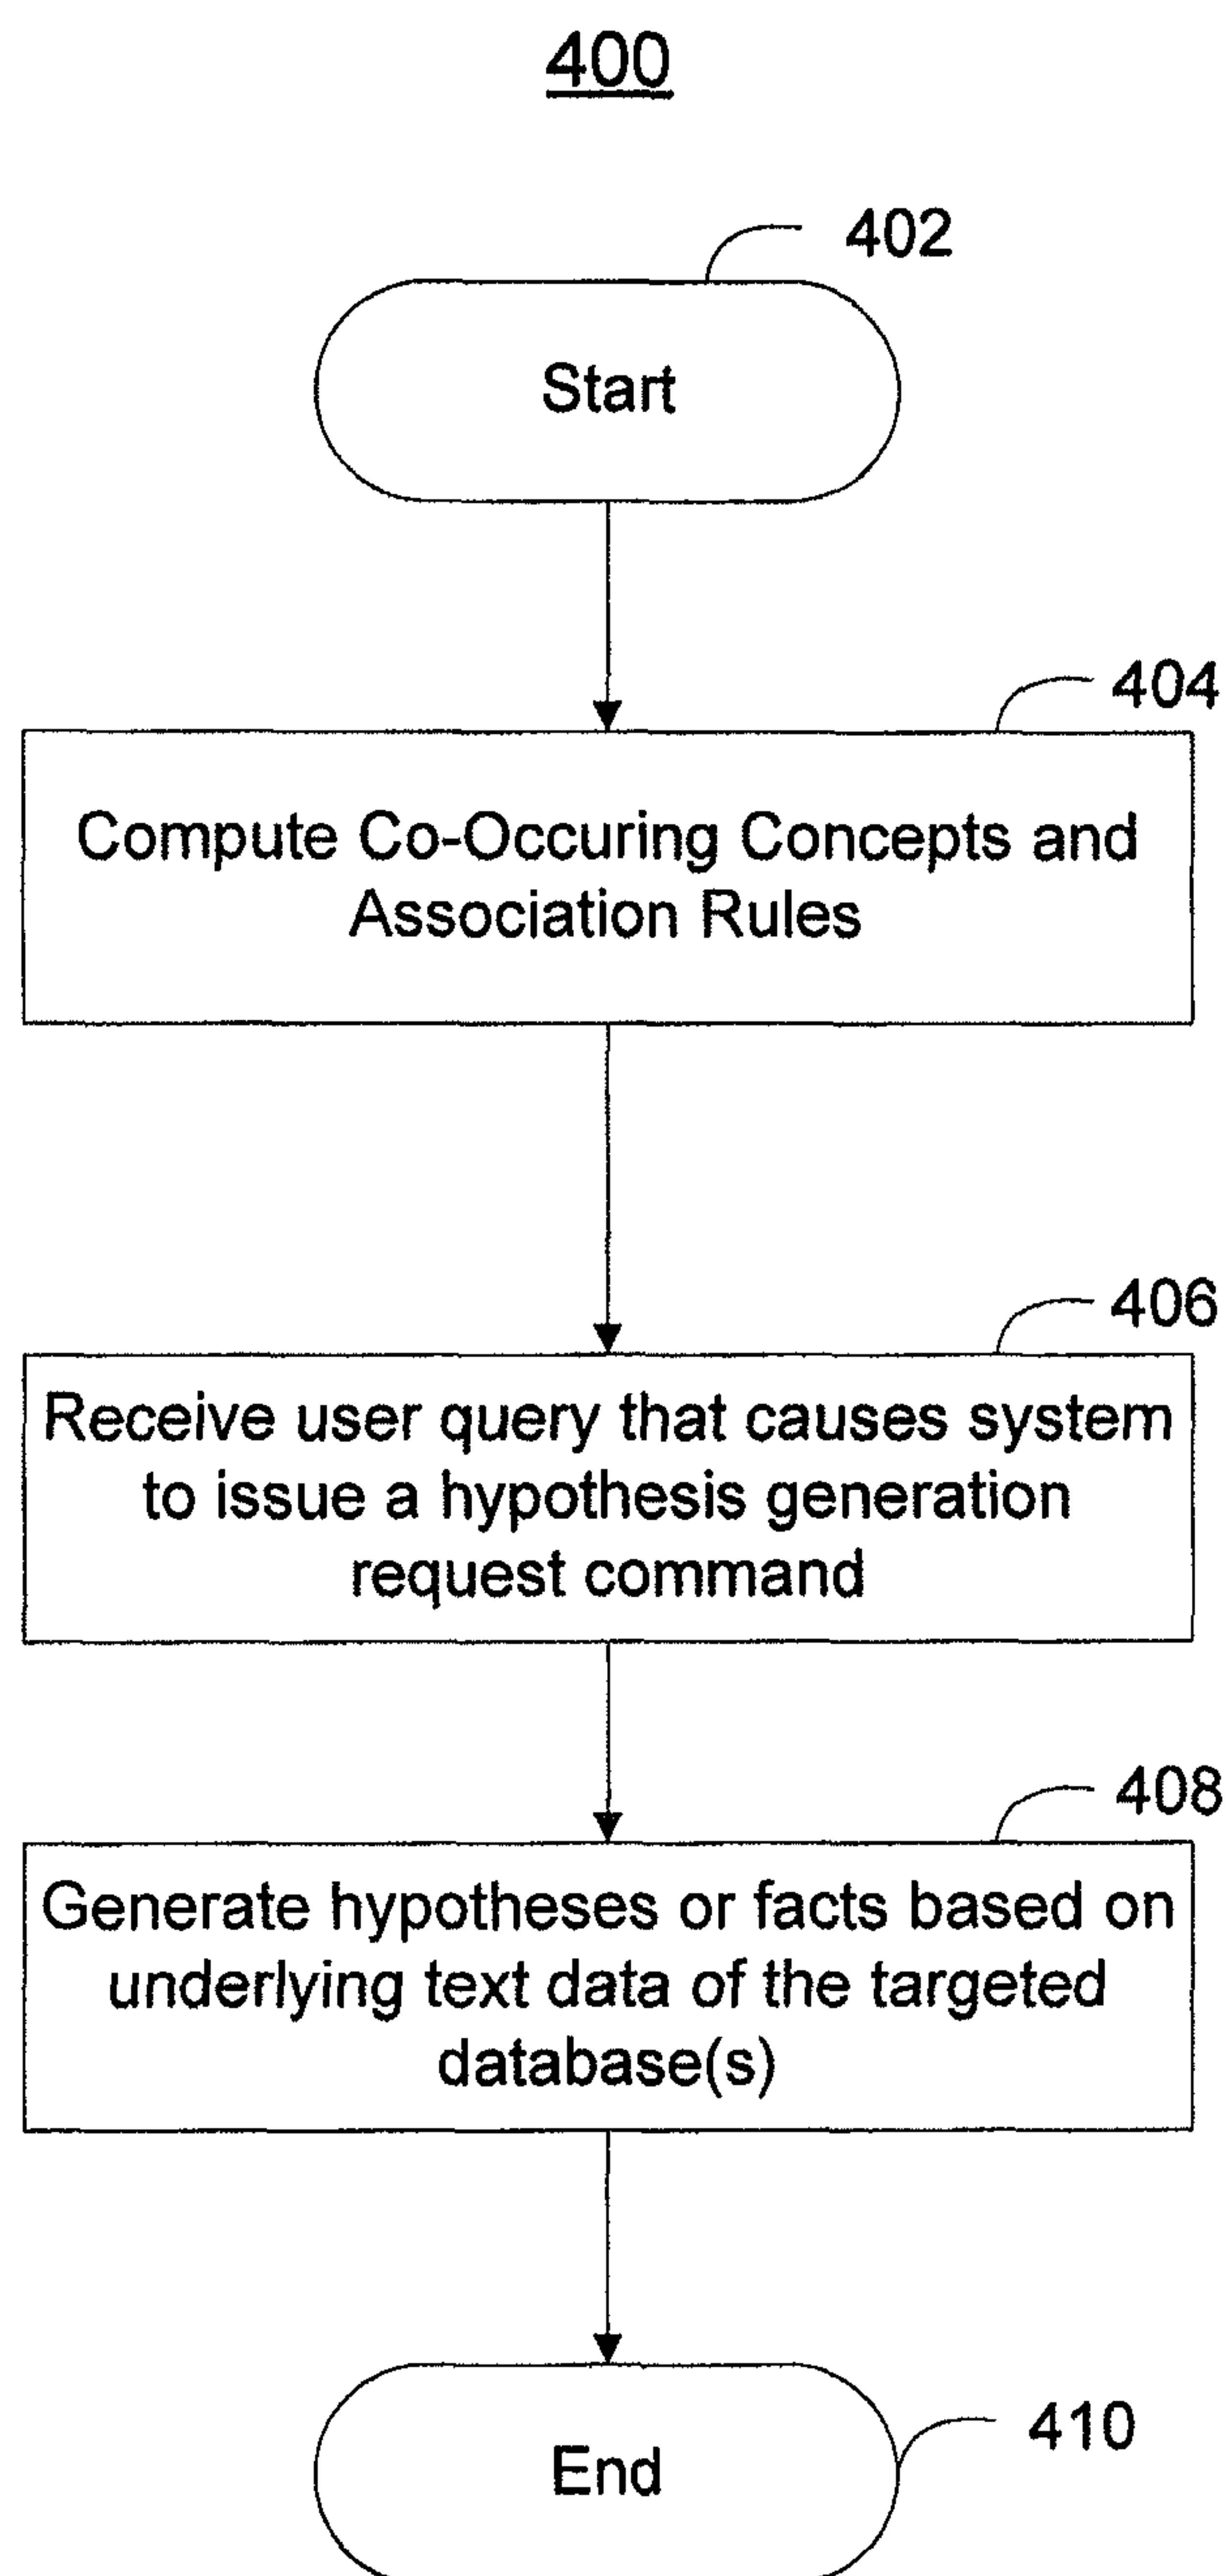 400
402
Start
404
Compute Co-Occuring Concepts and
Association Rules
406
Receive user query that causes system
to issue a hypothesis generation
request command
408
Generate hypotheses or facts based on
underlying text data of the targeted
database(s)
410
End